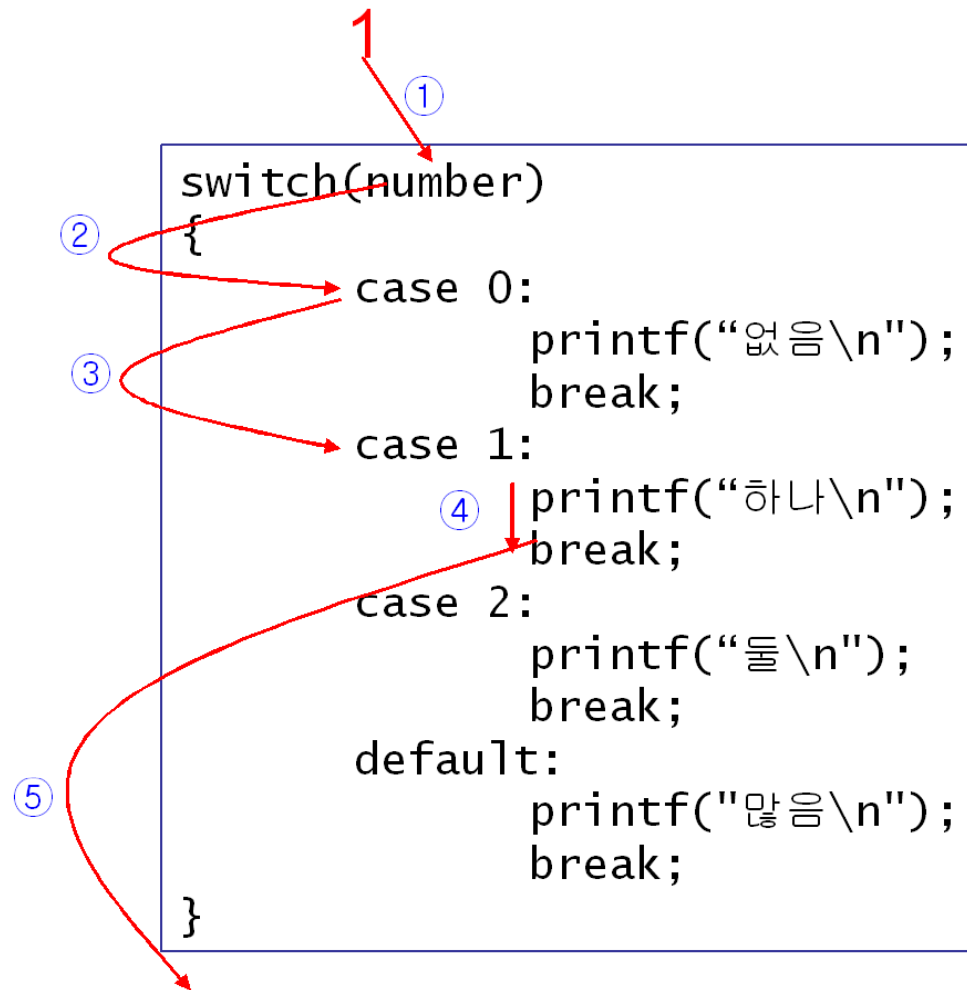 1
①
switch(number)
②
{
case 0:
printf(“없음\n");
③
break;
case 1:
printf(“하나\n");
④
break;
case 2:
printf(“둘\n");
break;
default:
⑤
printf("많음\n");
break;
}